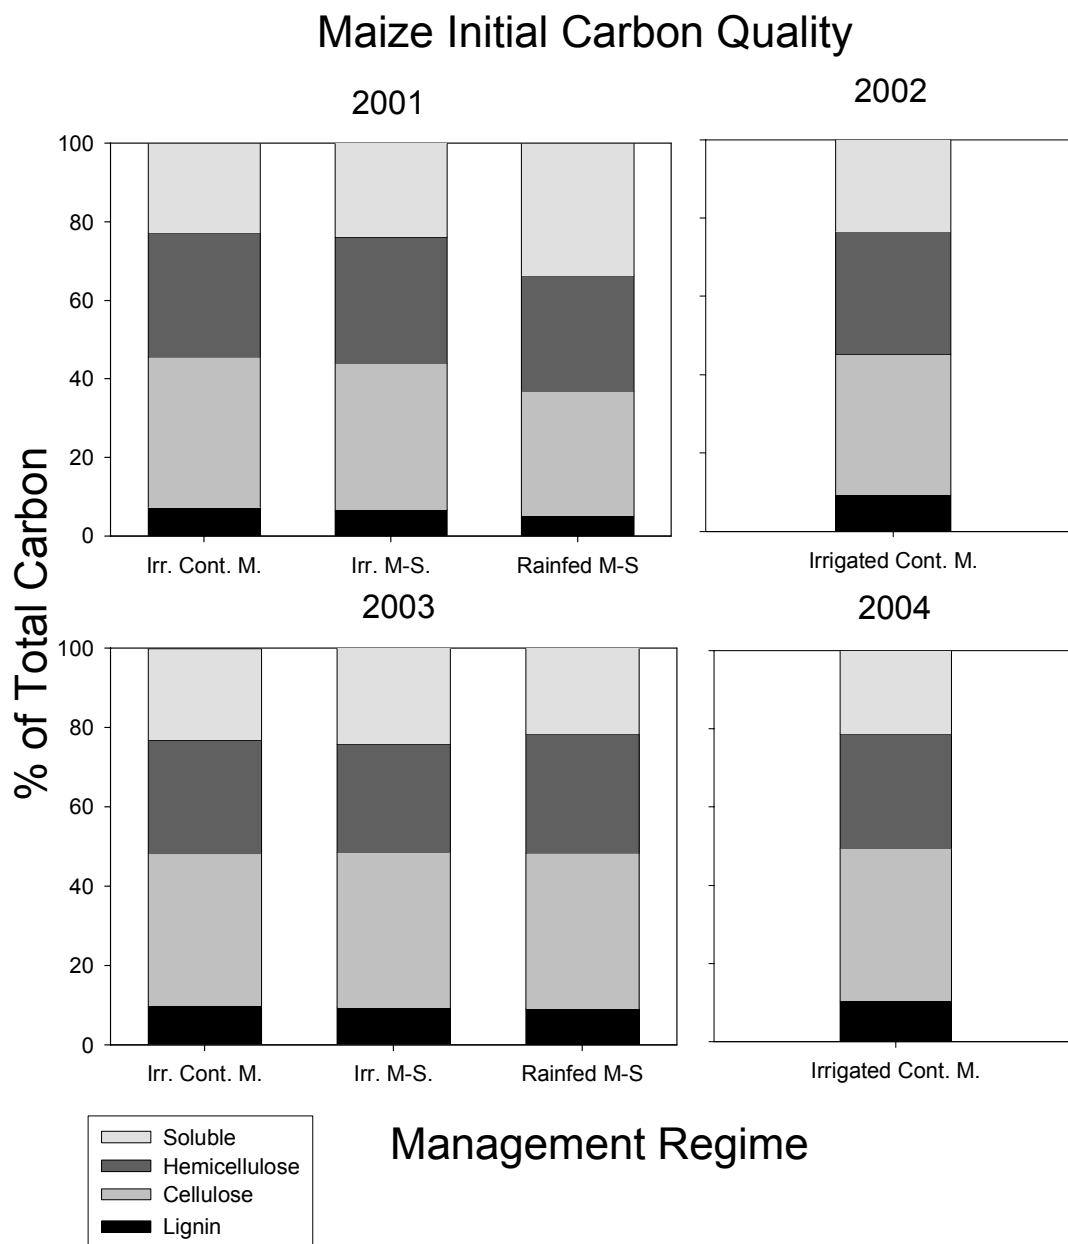 Maize Initial Carbon Quality
2001
2002
100
80
60
40
20
0
Irr. Cont. M.
Irr. M-S.
Rainfed M-S
Irrigated Cont. M.
% of Total Carbon
2003
2004
100
80
60
40
20
0
Irr. Cont. M.
Irr. M-S.
Rainfed M-S
Irrigated Cont. M.
Management Regime
Soluble
Hemicellulose
Cellulose
Lignin